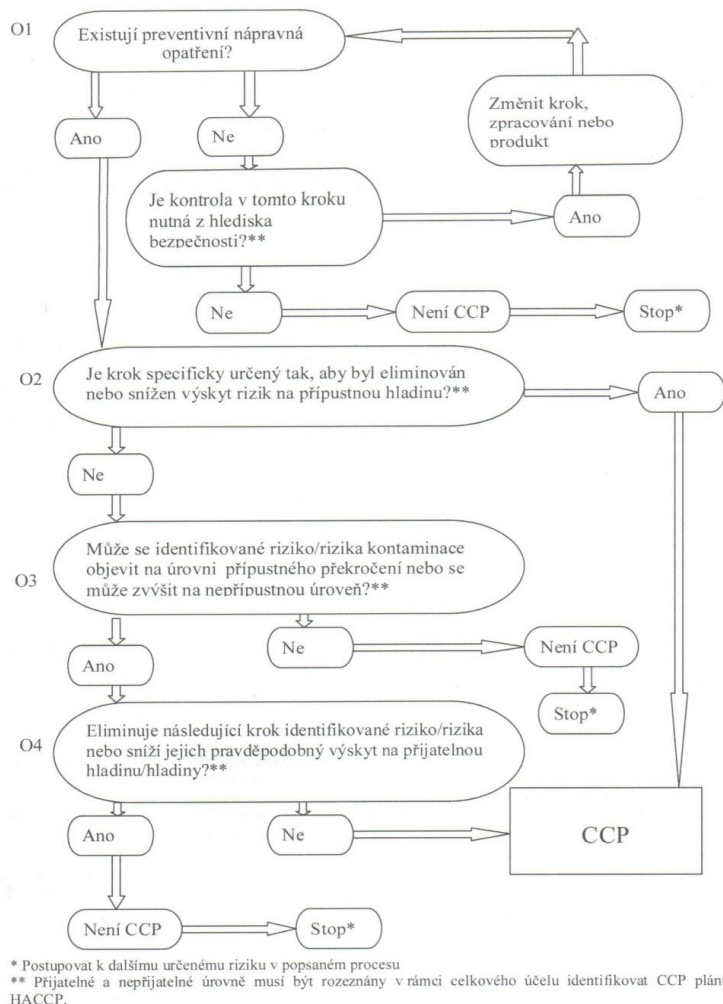 O1
Existují preventivní nápravná
opatření?
Ano
Ne
Změnit krok,
zpracování nebo
produkt
Je kontrola v tomto kroku
nutná z hlediska
bezpečnosti?**
Ano
Ne
Není CCP
Stop*
O2
Je krok specificky určený tak, aby byl eliminován
nebo snížen výskyt rizik na přípustnou hladinu?**
Ano
Ne
O3
Může se identifikované riziko/rizika kontaminace
objevit na úrovni přípustného překročení nebo se
může zvýšit na nepřípustnou úroveň?**
Ano
Ne
Není CCP
Stop*
O4
Eliminuje následující krok identifikované riziko/rizika
nebo sníží jejich pravděpodobný výskyt na přijatelnou
hladinu/hladiny?**
Ano
Ne
CCP
Není CCP
Stop*
* Postupovat k dalšímu určenému riziku v popsaném procesu
** Přijatelné a nepřijatelné úrovně musí být rozeznány v rámci celkového účelu identifikovat CCP plán
HACCP.